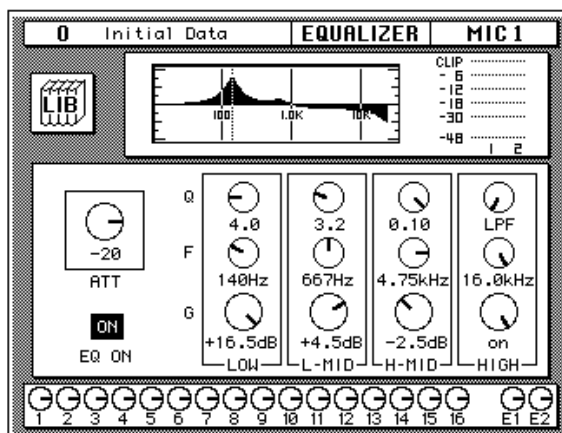 0 Initial Data EQUALIZER MIC1
LIB
100 1.0K 10K
CLIP
- 6
-12
-18
-30
-48
1 2
Q 4.0 3.2 0.10 LPF
-20
ATT
F 140Hz 667Hz 4.75kHz 16.0kHz
ON
EQ ON
G +16.5dB +4.5dB -2.5dB on
LOW L-MID H-MID HIGH
1 2 3 4 5 6 7 8 9 10 11 12 13 14 15 16 E1 E2